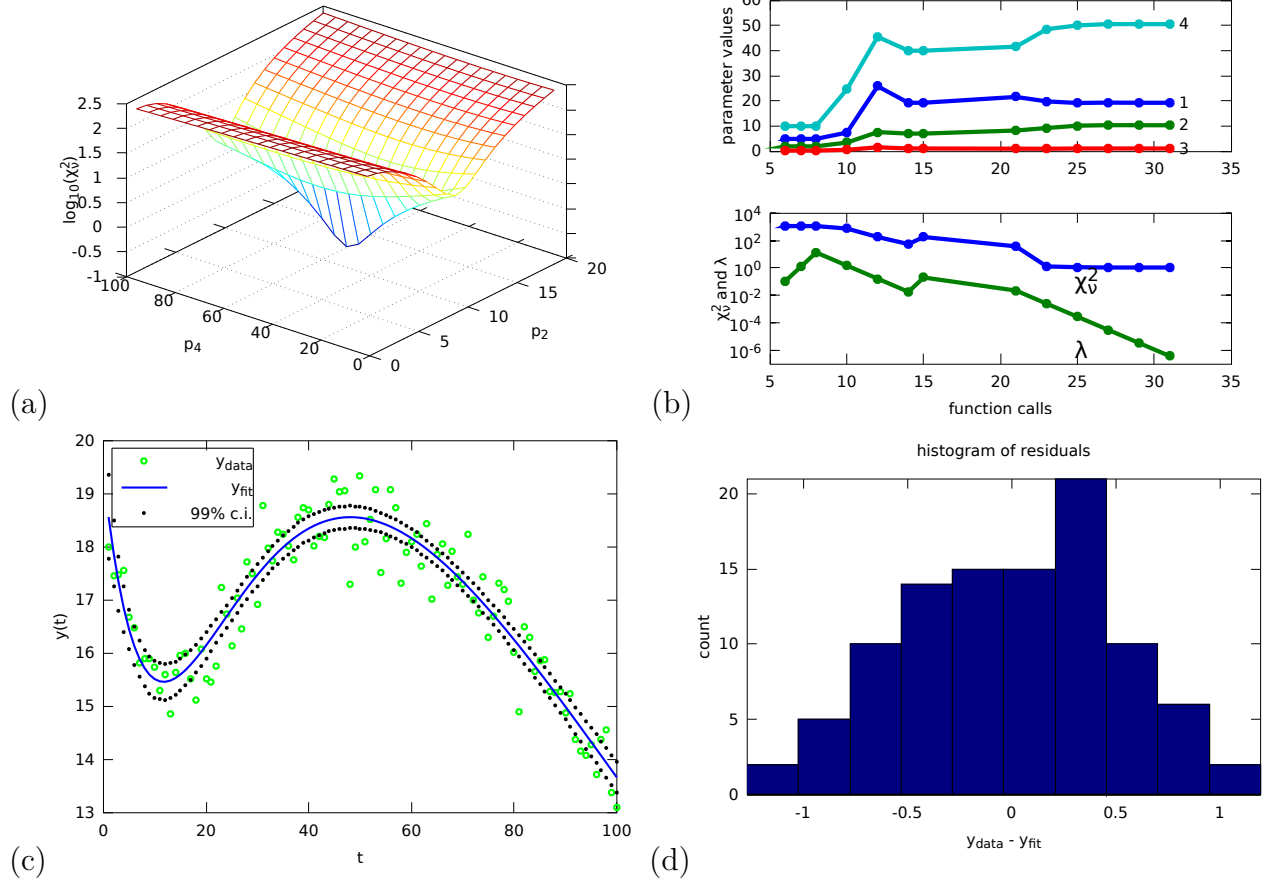 2.5
2
1.5
1
0.5
0
-0.5
-1
log10(χ²ν)
100
80
60
40
20
0
p4
0
5
10
15
20
p2
(a)
60
50
40
30
20
10
0
parameter values
4
1
2
3
5 10 15 20 25 30 35
10^4
10^2
10^0
10^-2
10^-4
10^-6
χ²ν and λ
χ²ν
λ
5 10 15 20 25 30 35
function calls
(b)
20
19
18
17
16
15
14
13
y(t)
ydata
yfit
99% c.i.
0 20 40 60 80 100
t
(c)
histogram of residuals
20
15
10
5
0
count
-1 -0.5 0 0.5 1
ydata - yfit
(d)